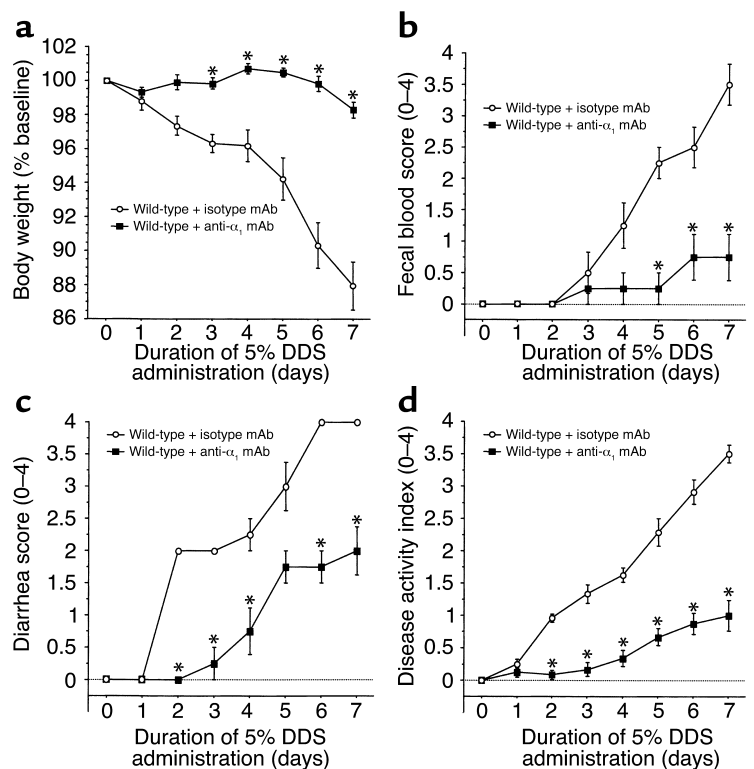 a
102
100
98
96
94
92
90
88
86
Body weight (% baseline)
* * * * *
Wild-type + isotype mAb
Wild-type + anti-α1 mAb
0 1 2 3 4 5 6 7
Duration of 5% DDS
administration (days)
b
4
3.5
3
2.5
2
1.5
1
0.5
0
Fecal blood score (0–4)
Wild-type + isotype mAb
Wild-type + anti-α1 mAb
* * *
0 1 2 3 4 5 6 7
Duration of 5% DDS
administration (days)
c
4
3.5
3
2.5
2
1.5
1
0.5
0
Diarrhea score (0–4)
Wild-type + isotype mAb
Wild-type + anti-α1 mAb
* * * * *
0 1 2 3 4 5 6 7
Duration of 5% DDS
administration (days)
d
4
3.5
3
2.5
2
1.5
1
0.5
0
Disease activity index (0–4)
Wild-type + isotype mAb
Wild-type + anti-α1 mAb
* * * * * *
0 1 2 3 4 5 6 7
Duration of 5% DDS
administration (days)